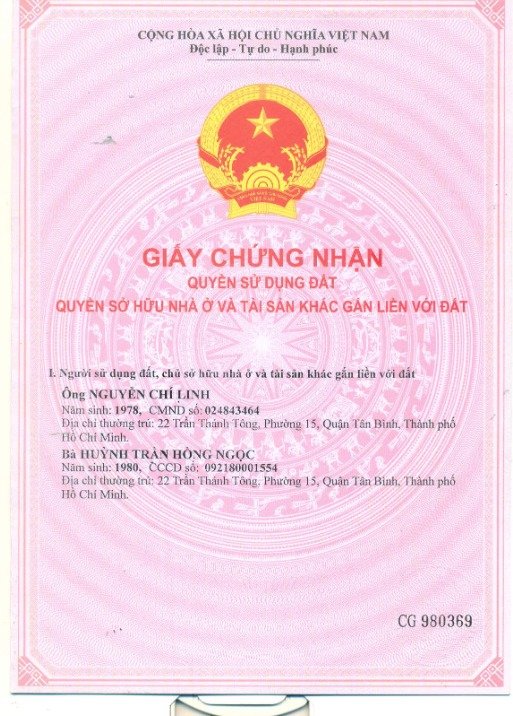 CỘNG HÒA XÃ HỘI CHỦ NGHĨA VIỆT NAM
Độc lập - Tự do - Hạnh phúc
GIẤY CHỨNG NHẬN
QUYỀN SỬ DỤNG ĐẤT
QUYỀN SỞ HỮU NHÀ Ở VÀ TÀI SẢN KHÁC GẮN LIỀN VỚI ĐẤT
I. Người sử dụng đất, chủ sở hữu nhà ở và tài sản khác gắn liền với đất
Ông NGUYỄN CHÍ LINH
Năm sinh: 1978, CMND số: 024843464
Địa chỉ thường trú: 22 Trần Thánh Tông, Phường 15, Quận Tân Bình, Thành phố
Hồ Chí Minh.
Bà HUỲNH TRẦN HỒNG NGỌC
Năm sinh: 1980, CCCD số: 092180001554
Địa chỉ thường trú: 22 Trần Thánh Tông, Phường 15, Quận Tân Bình, Thành phố
Hồ Chí Minh.
CG 980369